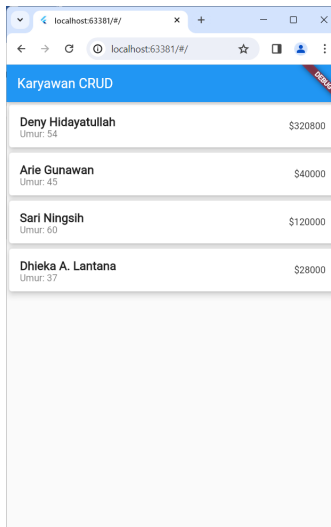 localhost:63381/#/
localhost:63381/#/
Karyawan CRUD
DEBUG
Deny Hidayatullah
Umur: 54
$320800
Arie Gunawan
Umur: 45
$40000
Sari Ningsih
Umur: 60
$120000
Dhieka A. Lantana
Umur: 37
$28000